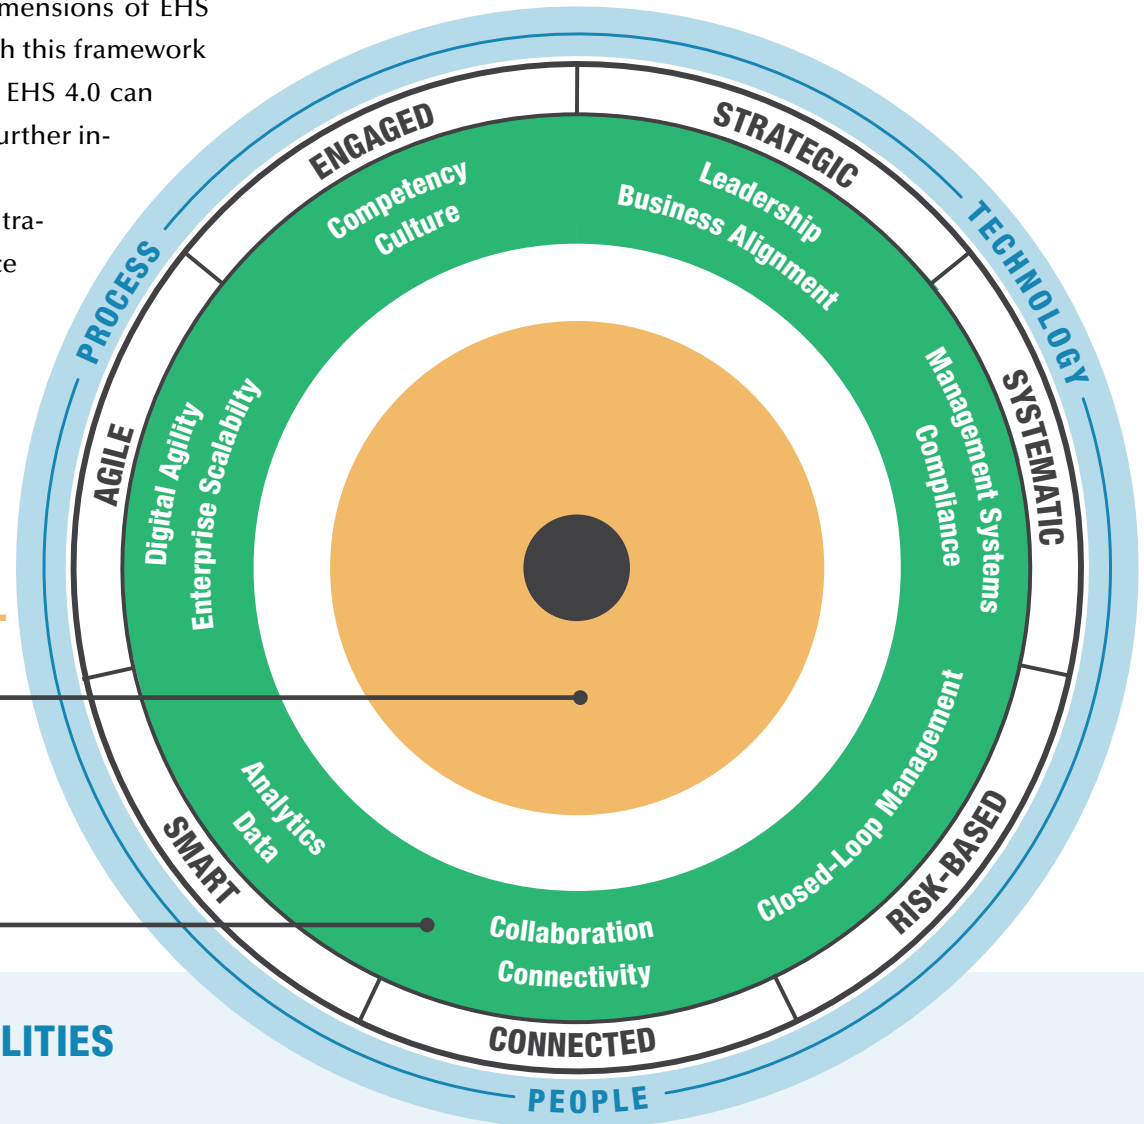 mensions of EHS
h this framework
EHS 4.0 can
urther in-
tra-
ce
PROCESS
TECHNOLOGY
PEOPLE
ENGAGED
Competency
Culture
STRATEGIC
Leadership
Business Alignment
SYSTEMATIC
Management Systems
Compliance
RISK-BASED
Closed-Loop Management
CONNECTED
Collaboration
Connectivity
SMART
Analytics
Data
AGILE
Digital Agility
Enterprise Scalabilty
LITIES